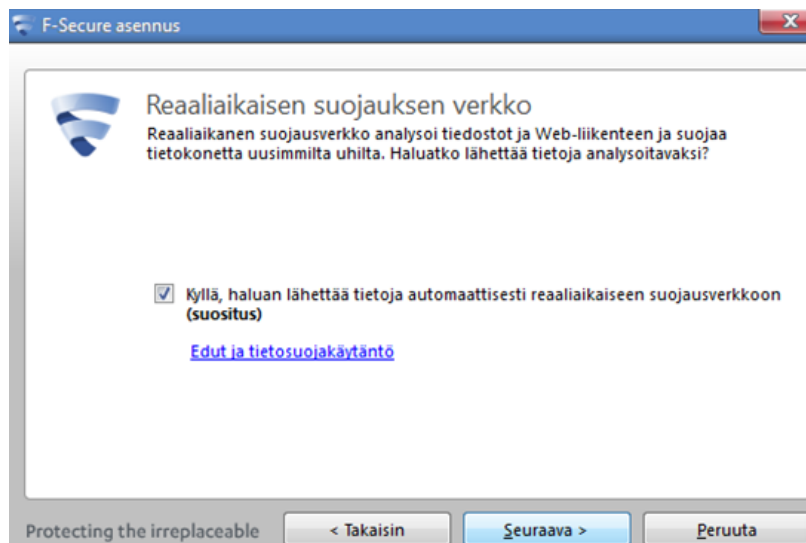 F-Secure asennus
Reaaliaikaisen suojauksen verkko
Reaaliaikanen suojausverkko analysoi tiedostot ja Web-liikenteen ja suojaa
tietokonetta uusimmilta uhilta. Haluatko lähettää tietoja analysoitavaksi?
Kyllä, haluan lähettää tietoja automaattisesti reaaliaikaiseen suojausverkkoon
(suositus)
Edut ja tietosuojakäytäntö
Protecting the irreplaceable
< Takaisin
Seuraava >
Peruuta